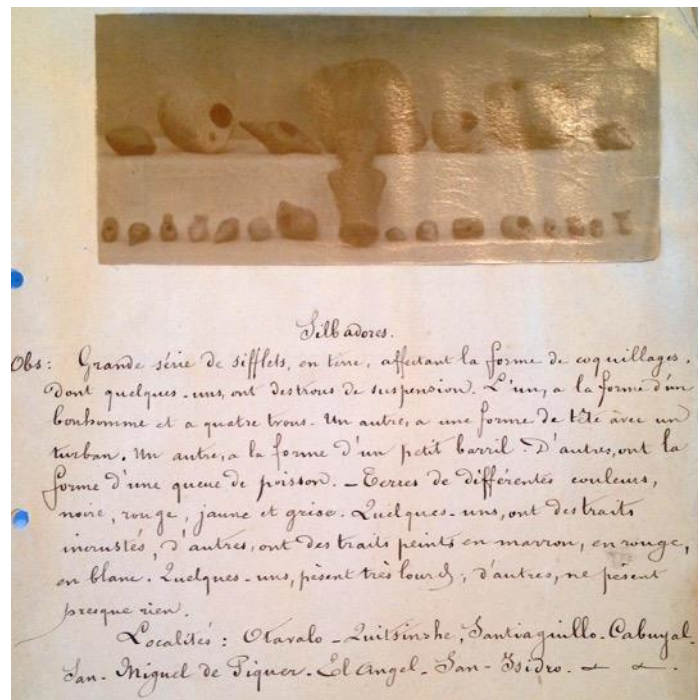 Silbadores.
Obs: Grande série de sifflets, en terre, affectant la forme de coquillages.
dont quelques-uns, ont des trous de suspension. L'un, a la forme d'un
bonhomme et a quatre trous. Un autre, a une forme de tête avec un
turban. Un autre, a la forme d'un petit barril. D'autres, ont la
forme d'une queue de poisson. - Terres de différentes couleurs,
noire, rouge, jaune et grise. Quelques-uns, ont des traits
incrustés, d'autres, ont des traits peints en marron, en rouge,
en blanc. Quelques-uns, pèsent très lourds; d'autres, ne pèsent
presque rien.
Localités: Otavalo - Quitsinzhe, Santiaguillo - Cabuyal.
San-Miguel de Piquer. El Angel - San-Isidro.